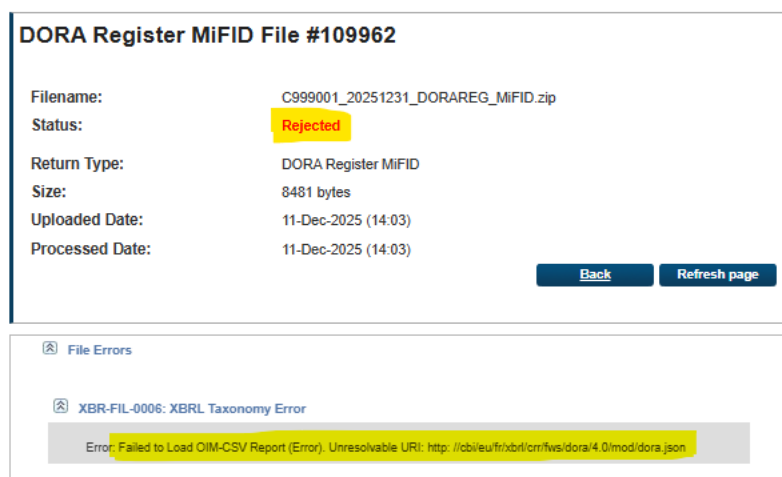 DORA Register MiFID File #109962
Filename: C999001_20251231_DORAREG_MiFID.zip
Status: Rejected
Return Type: DORA Register MiFID
Size: 8481 bytes
Uploaded Date: 11-Dec-2025 (14:03)
Processed Date: 11-Dec-2025 (14:03)
Back Refresh page
File Errors
XBR-FIL-0006: XBRL Taxonomy Error
Error: Failed to Load OIM-CSV Report (Error). Unresolvable URI: http: //cbi/eu/fr/xbrl/crr/fws/dora/4.0/mod/dora.json